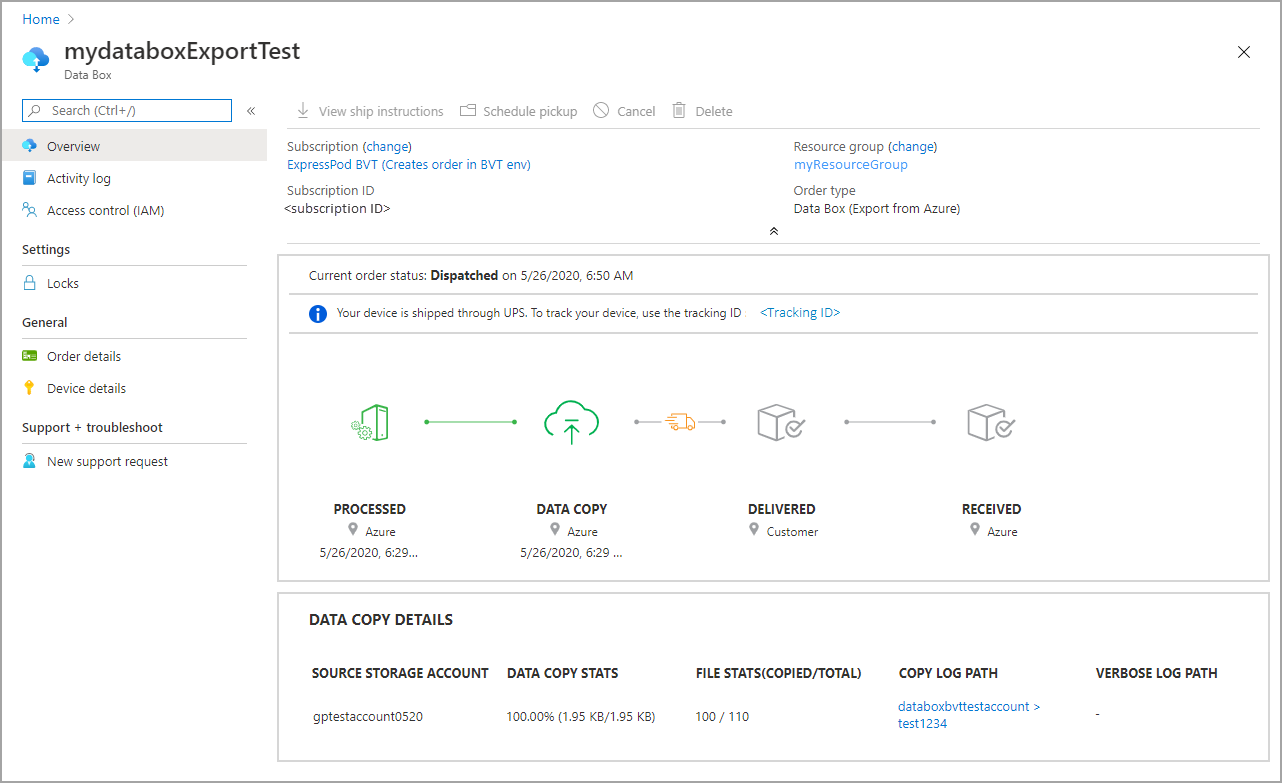 Home
mydataboxExportTest
Data Box
Search (Ctrl+/)
View ship instructions Schedule pickup Cancel Delete
Overview
Activity log
Access control (IAM)
Settings
Locks
General
Order details
Device details
Support + troubleshoot
New support request
Subscription (change)
ExpressPod BVT (Creates order in BVT env)
Subscription ID
<subscription ID>
Resource group (change)
myResourceGroup
Order type
Data Box (Export from Azure)
Current order status: Dispatched on 5/26/2020, 6:50 AM
Your device is shipped through UPS. To track your device, use the tracking ID <Tracking ID>
PROCESSED
Azure
5/26/2020, 6:29...
DATA COPY
Azure
5/26/2020, 6:29 ...
DELIVERED
Customer
RECEIVED
Azure
DATA COPY DETAILS
SOURCE STORAGE ACCOUNT DATA COPY STATS FILE STATS(COPIED/TOTAL) COPY LOG PATH VERBOSE LOG PATH
gptestaccount0520 100.00% (1.95 KB/1.95 KB) 100 / 110 databoxbvttestaccount > -
test1234